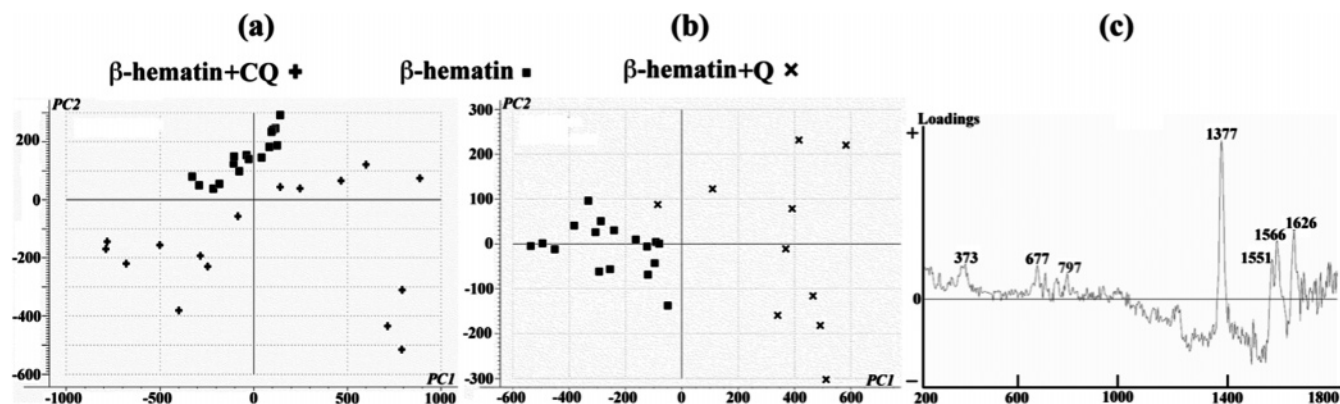 (a) (b) (c)
β-hematin+CQ + β-hematin ■ β-hematin+Q ×
PC2
200
0
-200
-400
-600
-1000 -500 0 500 1000
PC1
PC2
300
200
100
0
-100
-200
-300
-600 -400 -200 0 200 400 600
PC1
Loadings
+
0
−
1377
1626
1566
1551
373
677
797
200 600 1000 1400 1800